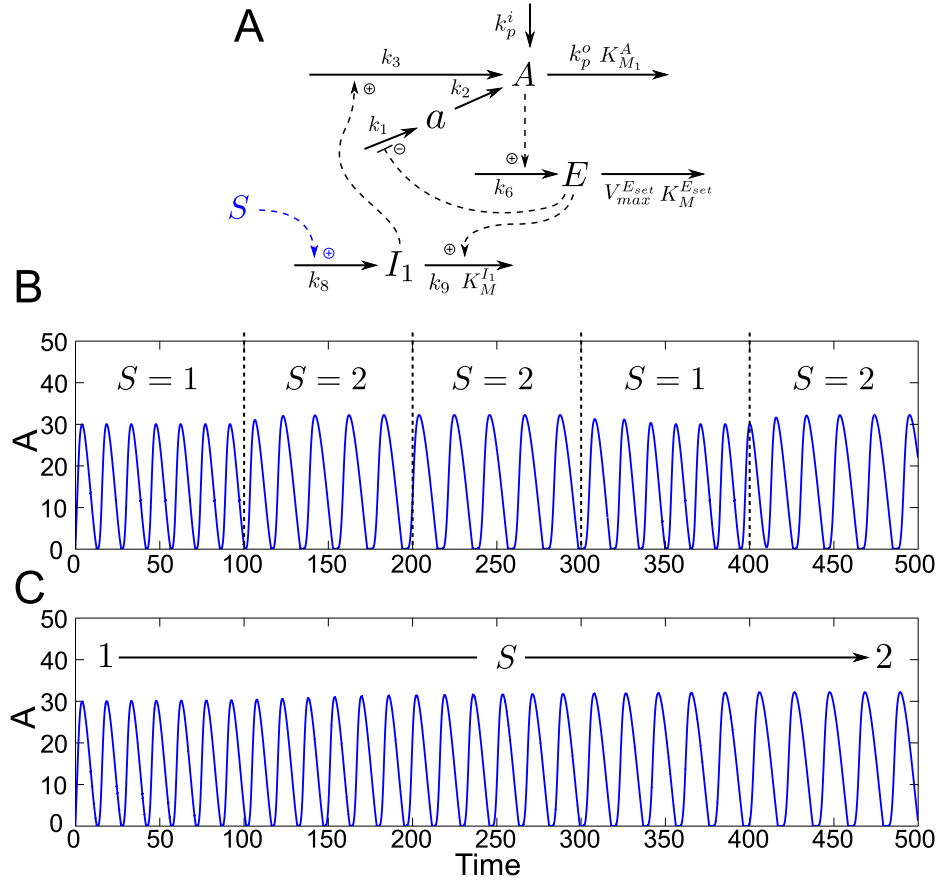 A
k_p^i
k_3
k_p^o K_{M_1}^A
A
⊕
k_2
a
k_1
⊖
⊕
k_6
E
V_{max}^{E_{set}} K_M^{E_{set}}
S
⊕
⊕
k_8
I_1
k_9 K_M^{I_1}
B
50
40
30
20
10
0
A
S = 1
S = 2
S = 2
S = 1
S = 2
0 50 100 150 200 250 300 350 400 450 500
C
50
40
30
20
10
0
A
1 S 2
0 50 100 150 200 250 300 350 400 450 500
Time